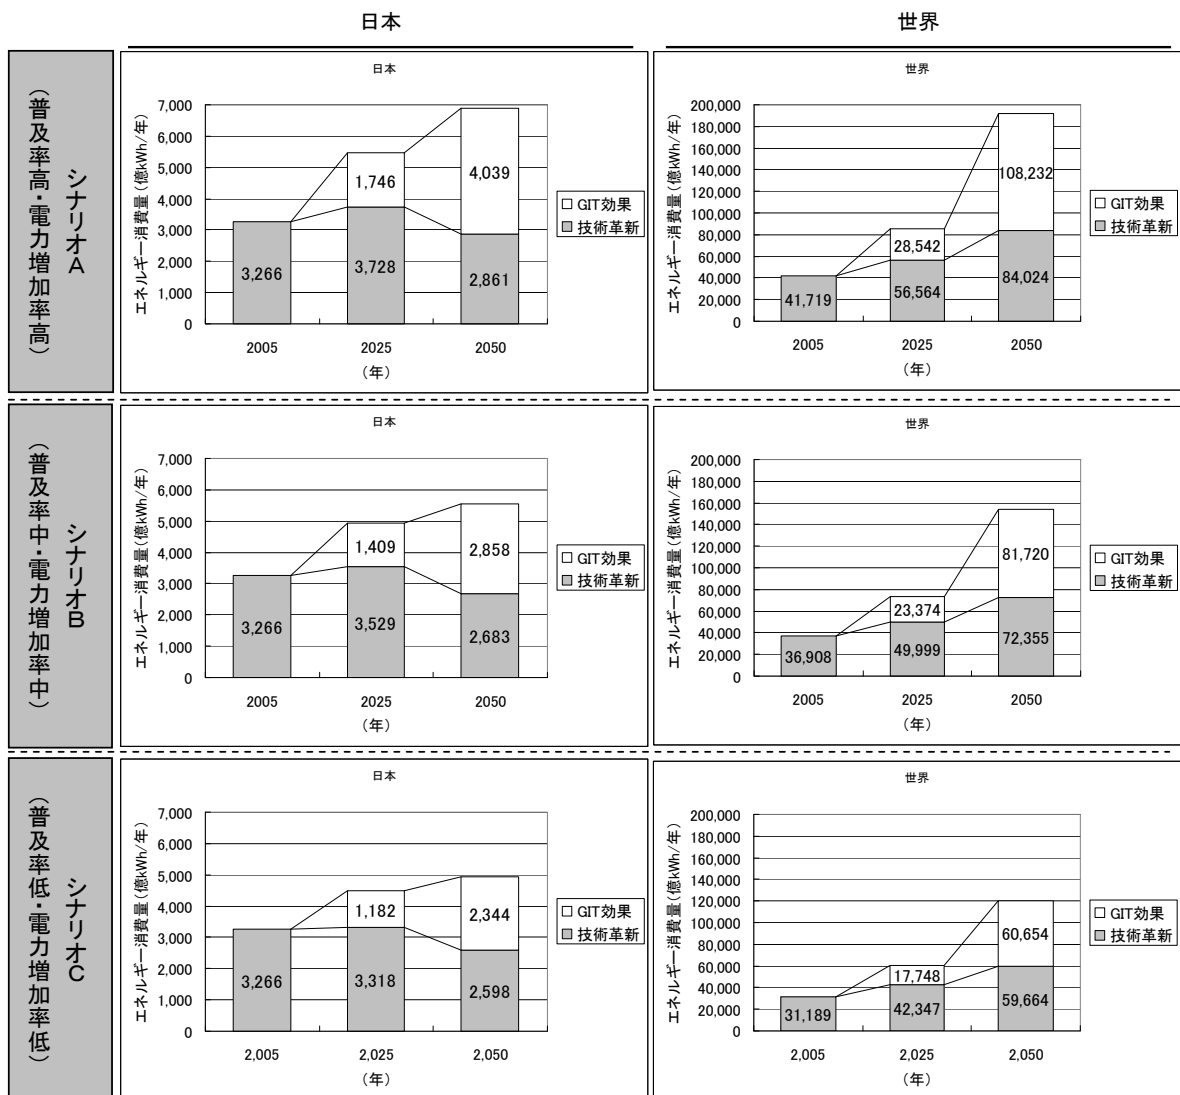 日本
世界
シナリオA
（普及率高・電力増加率高）
日本
エネルギー消費量(億kWh/年)
7,000
6,000
5,000
4,000
3,000
2,000
1,000
0
1,746
4,039
3,266
3,728
2,861
2005
2025
2050
(年)
GIT効果
技術革新
世界
エネルギー消費量(億kWh/年)
200,000
180,000
160,000
140,000
120,000
100,000
80,000
60,000
40,000
20,000
0
108,232
28,542
41,719
56,564
84,024
2005
2025
2050
(年)
GIT効果
技術革新
シナリオB
（普及率中・電力増加率中）
日本
エネルギー消費量(億kWh/年)
7,000
6,000
5,000
4,000
3,000
2,000
1,000
0
1,409
2,858
3,266
3,529
2,683
2005
2025
2050
(年)
GIT効果
技術革新
世界
エネルギー消費量(億kWh/年)
200,000
180,000
160,000
140,000
120,000
100,000
80,000
60,000
40,000
20,000
0
81,720
23,374
36,908
49,999
72,355
2005
2025
2050
(年)
GIT効果
技術革新
シナリオC
（普及率低・電力増加率低）
日本
エネルギー消費量(億kWh/年)
7,000
6,000
5,000
4,000
3,000
2,000
1,000
0
1,182
2,344
3,266
3,318
2,598
2,005
2,025
2,050
(年)
GIT効果
技術革新
世界
エネルギー消費量(億kWh/年)
200,000
180,000
160,000
140,000
120,000
100,000
80,000
60,000
40,000
20,000
0
60,654
17,748
31,189
42,347
59,664
2,005
2,025
2,050
(年)
GIT効果
技術革新